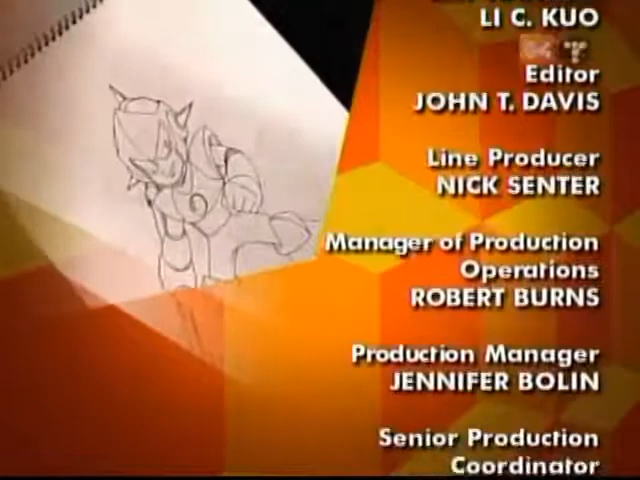 LI C. KUO
Editor
JOHN T. DAVIS
Line Producer
NICK SENTER
Manager of Production
Operations
ROBERT BURNS
Production Manager
JENNIFER BOLIN
Senior Production
Coordinator